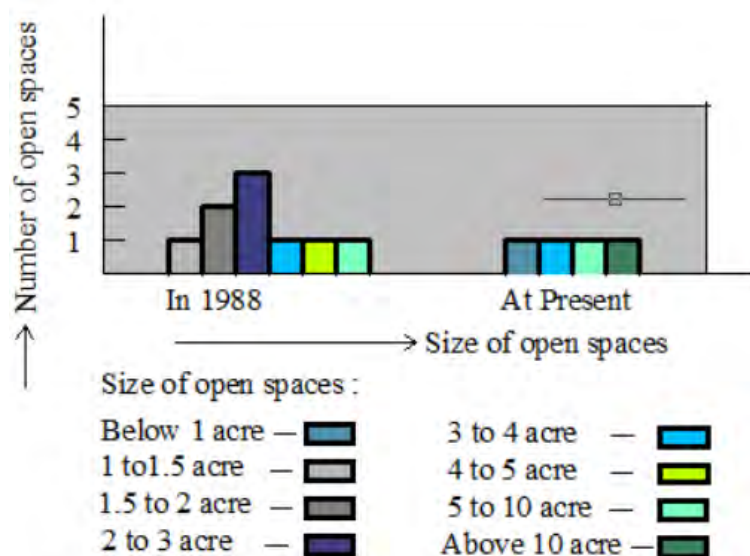 Number of open spaces
5
4
3
2
1
In 1988
At Present
Size of open spaces
Size of open spaces :
Below 1 acre —
1 to1.5 acre —
1.5 to 2 acre —
2 to 3 acre —
3 to 4 acre —
4 to 5 acre —
5 to 10 acre —
Above 10 acre —